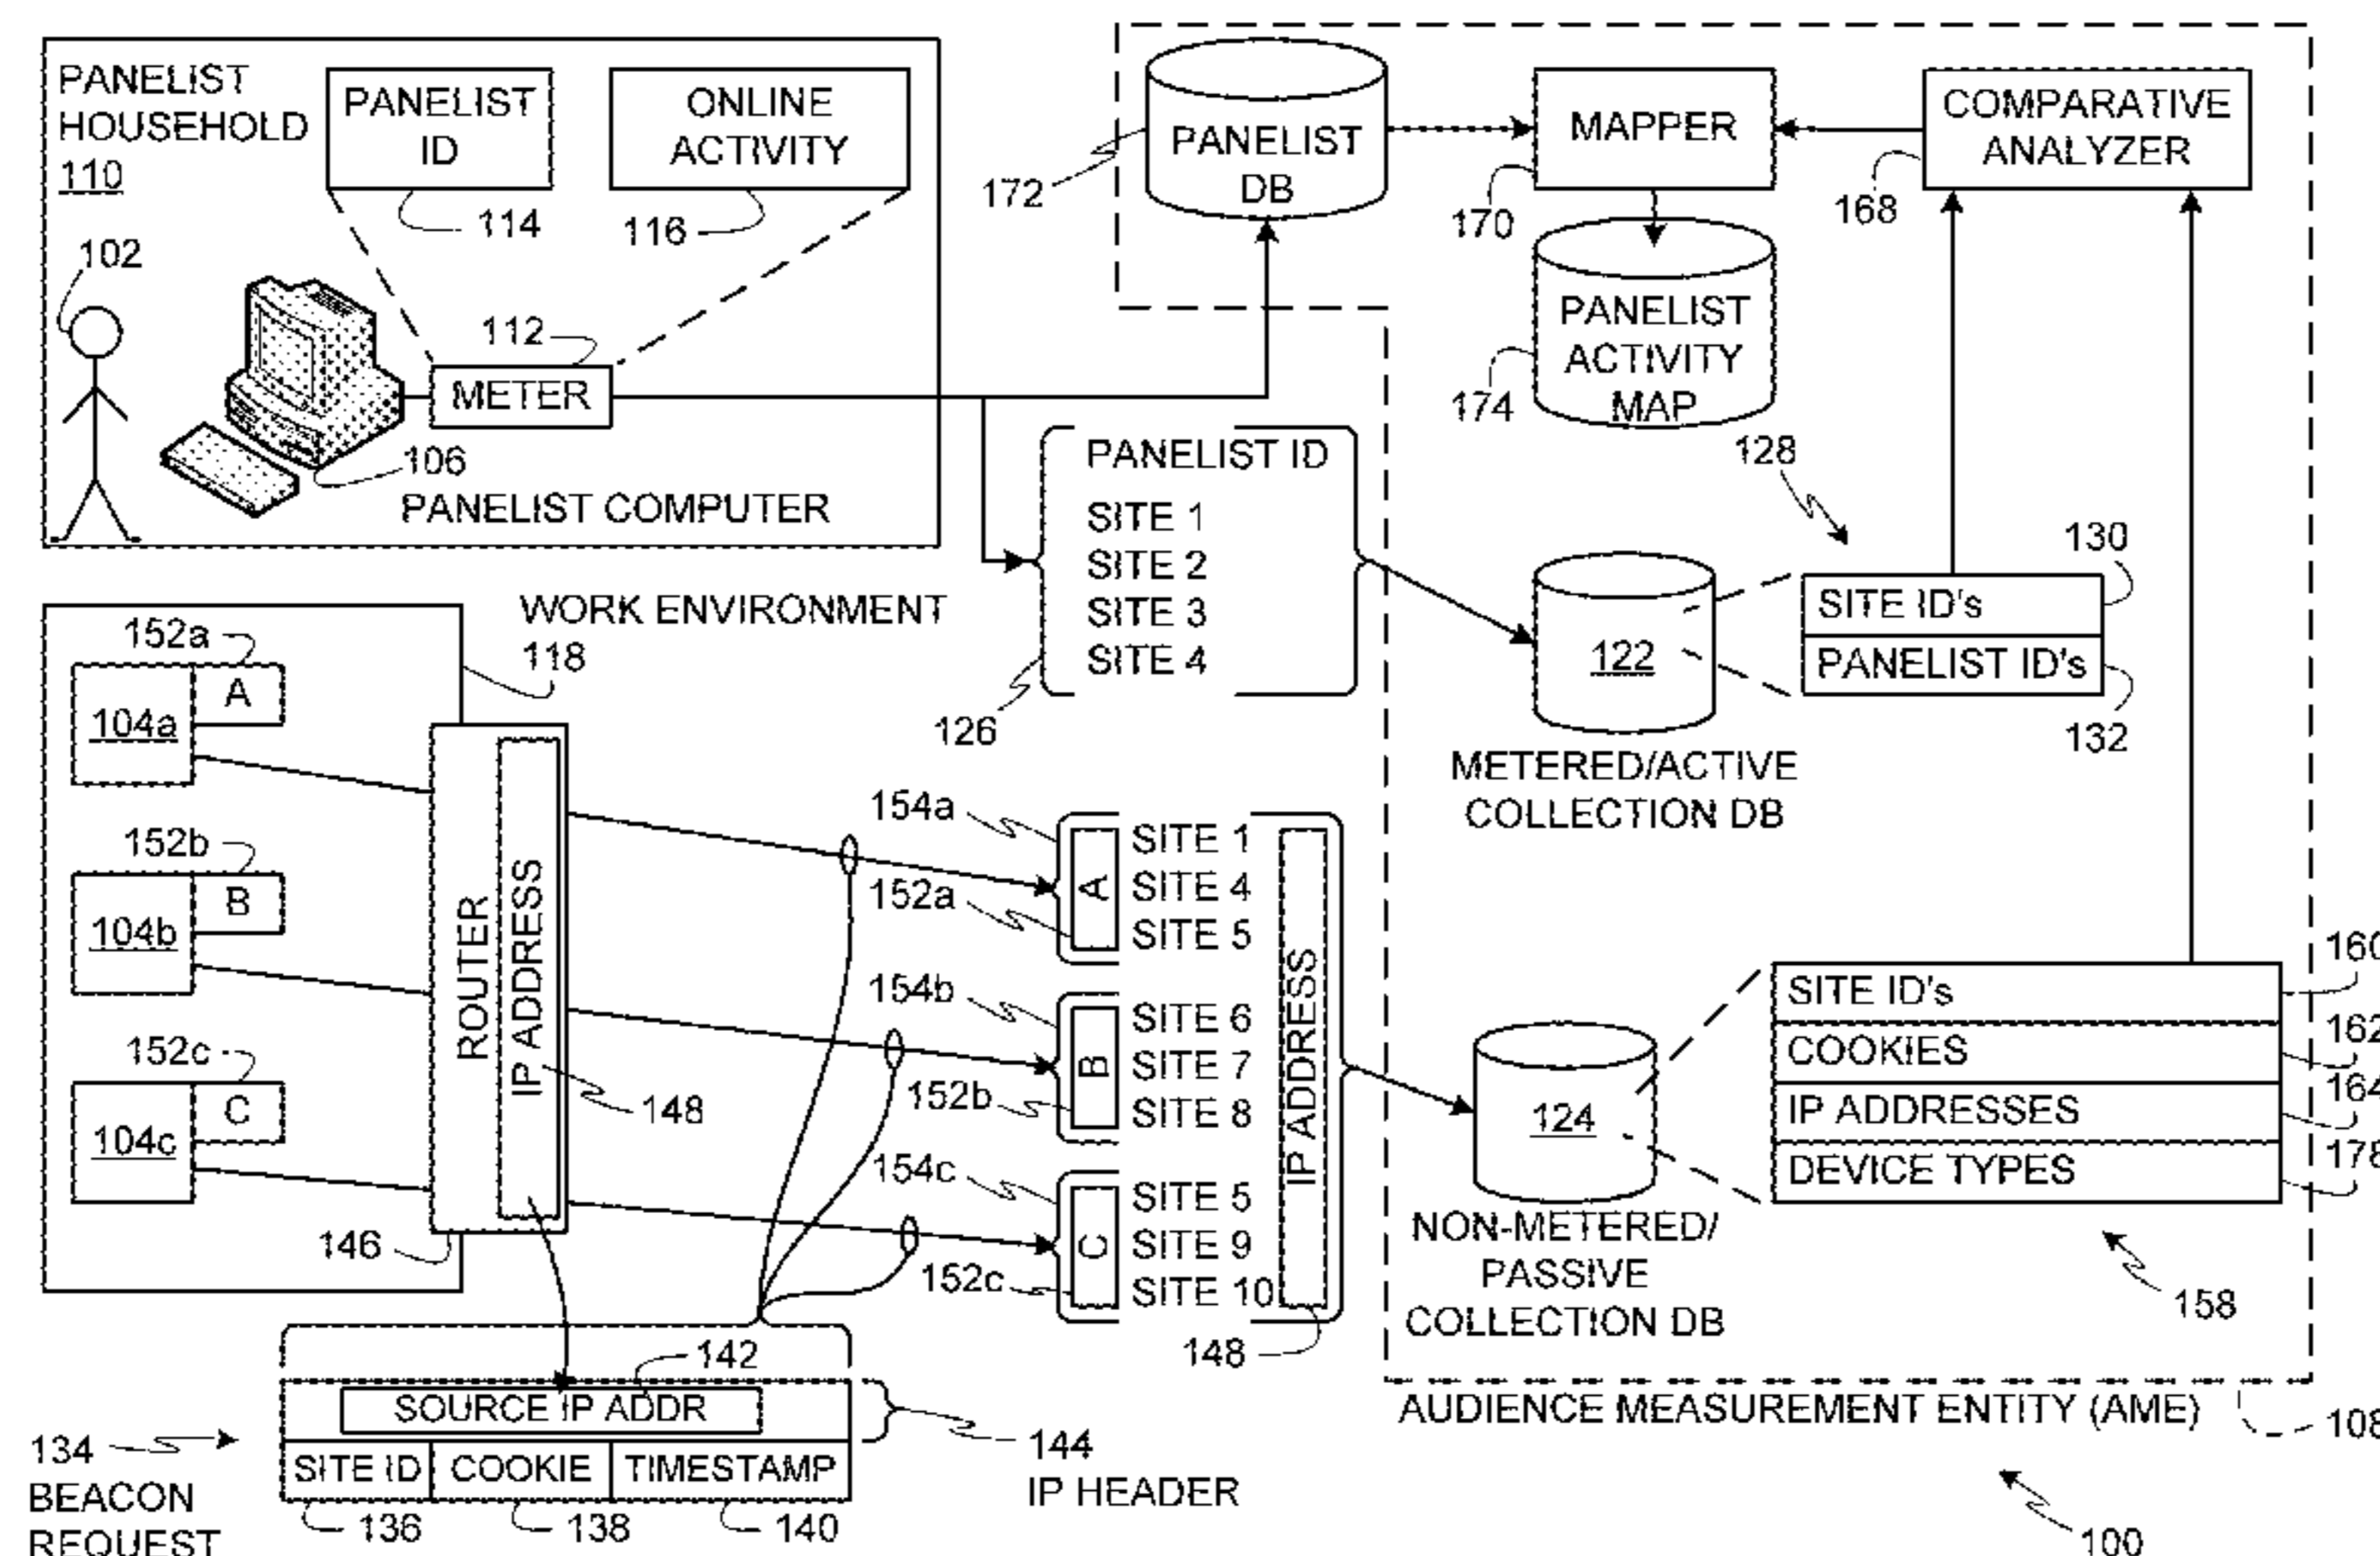 PANELIST
HOUSEHOLD
110
PANELIST
ID
114
ONLINE
ACTIVITY
116
102
112
METER
106
PANELIST COMPUTER
172
PANELIST
DB
MAPPER
170
COMPARATIVE
ANALYZER
168
PANELIST
ACTIVITY
MAP
174
128
PANELIST ID
SITE 1
SITE 2
SITE 3
SITE 4
126
122
METERED/ACTIVE
COLLECTION DB
SITE ID's
130
PANELIST ID's
132
WORK ENVIRONMENT
118
152a
A
104a
152b
B
104b
152c
C
104c
ROUTER
IP ADDRESS
148
146
154a
A
152a
SITE 1
SITE 4
SITE 5
154b
B
152b
SITE 6
SITE 7
SITE 8
154c
C
152c
SITE 5
SITE 9
SITE 10
IP ADDRESS
148
124
NON-METERED/
PASSIVE
COLLECTION DB
SITE ID's
160
COOKIES
162
IP ADDRESSES
164
DEVICE TYPES
178
158
AUDIENCE MEASUREMENT ENTITY (AME)
108
142
SOURCE IP ADDR
144
IP HEADER
134
BEACON
REQUEST
SITE ID
COOKIE
TIMESTAMP
136
138
140
100